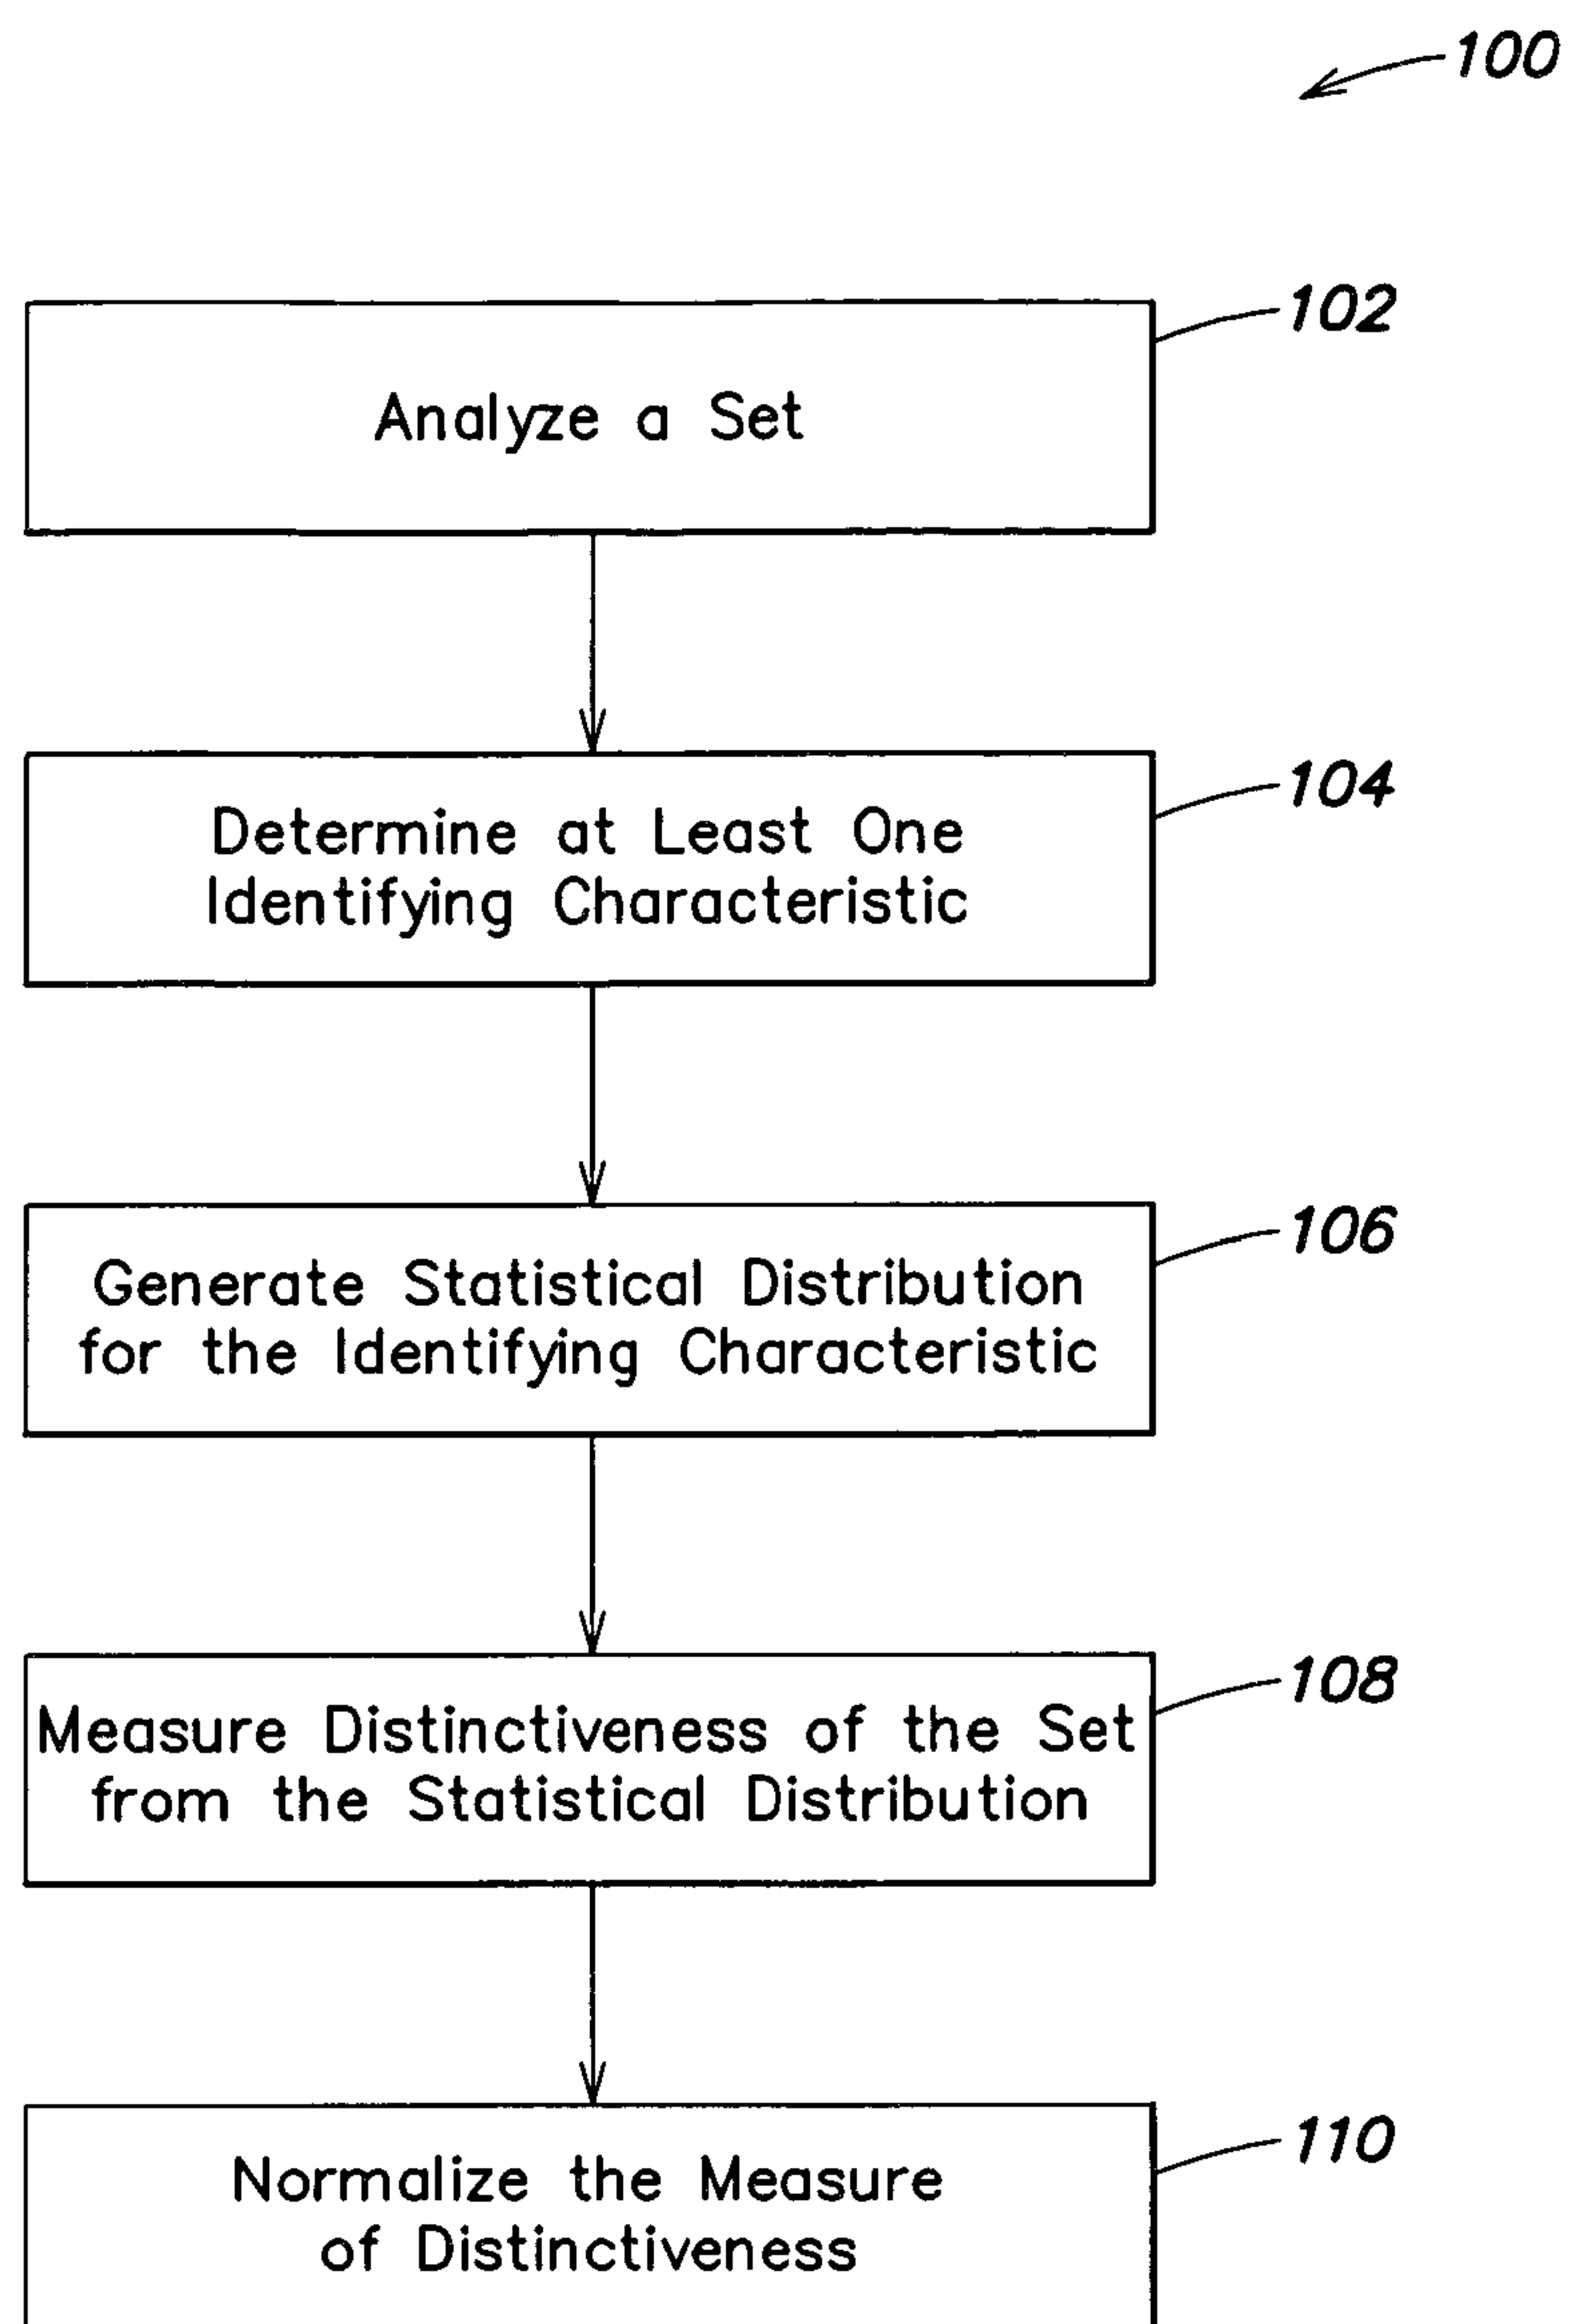 100
102
Analyze a Set
104
Determine at Least One
Identifying Characteristic
106
Generate Statistical Distribution
for the Identifying Characteristic
108
Measure Distinctiveness of the Set
from the Statistical Distribution
110
Normalize the Measure
of Distinctiveness